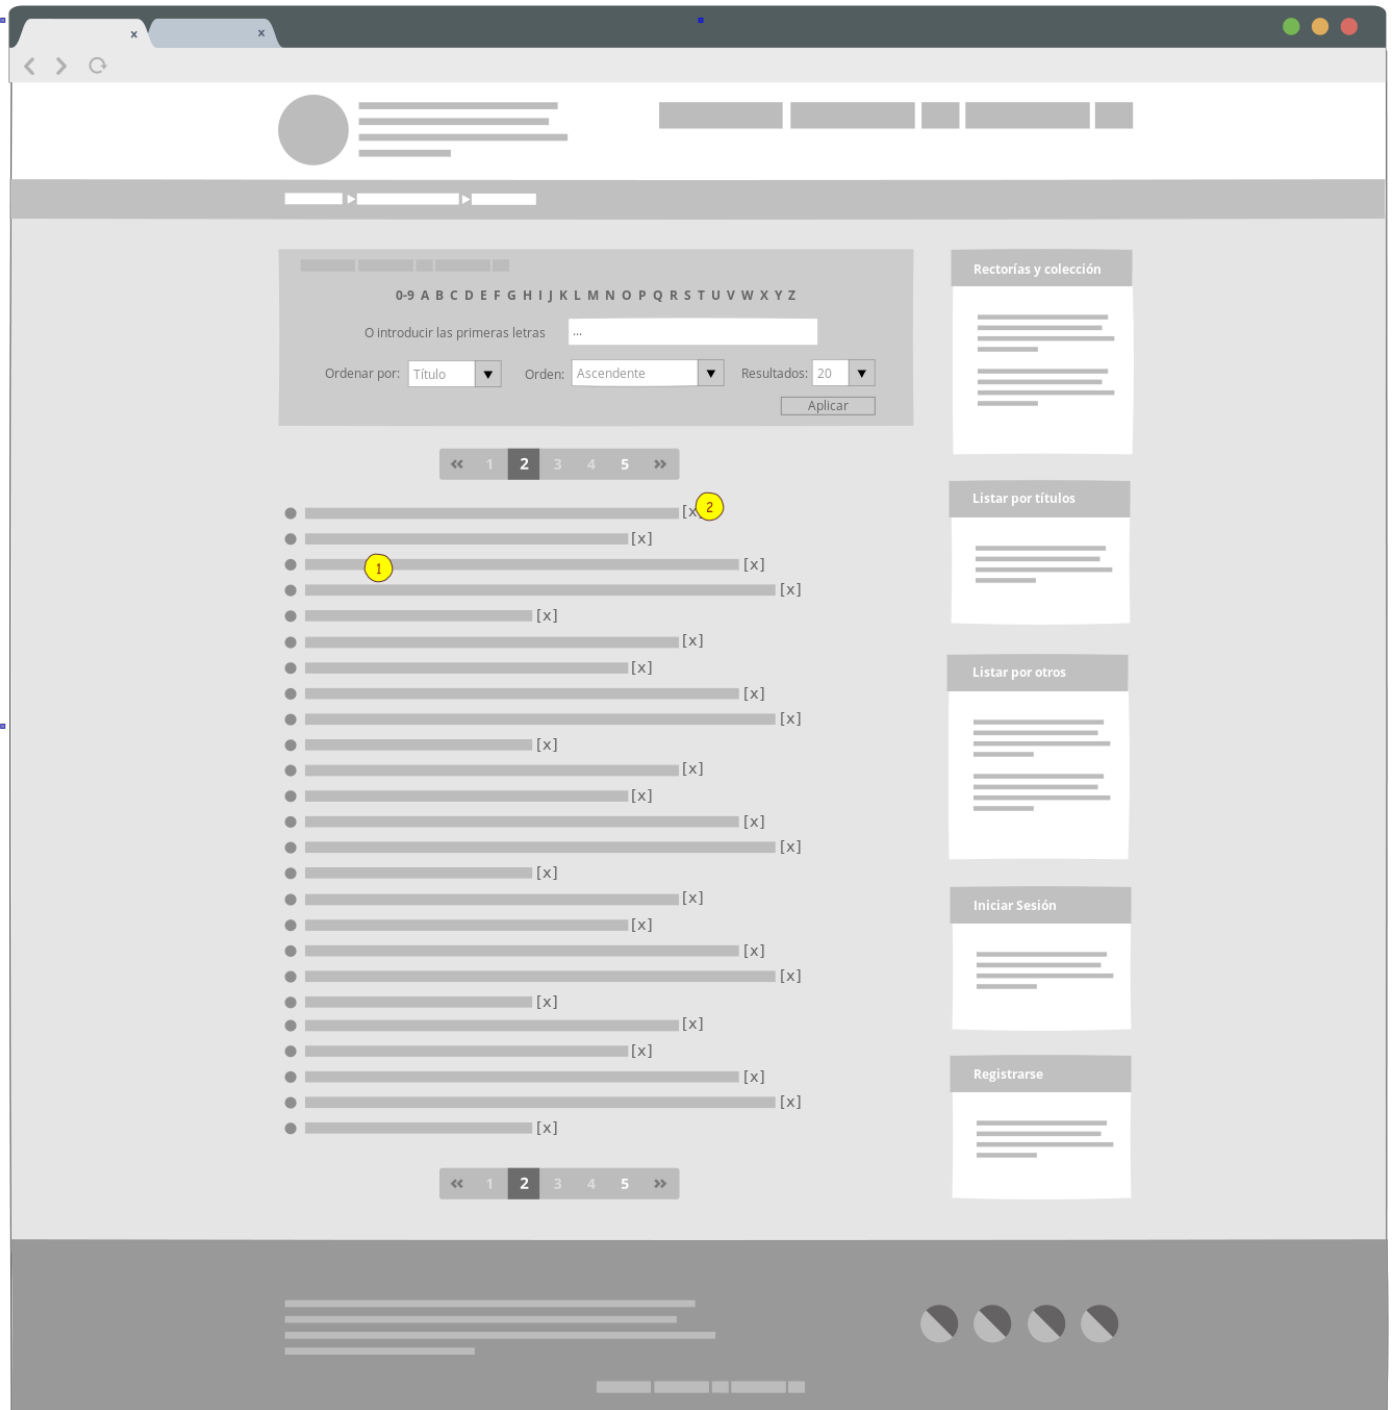 x
x
Rectorías y colección
0-9 A B C D E F G H I J K L M N O P Q R S T U V W X Y Z
O introducir las primeras letras ...
Ordenar por: Título Orden: Ascendente Resultados: 20
Aplicar
« 1 2 3 4 5 »
Listar por títulos
[x] 2
[x]
1 [x]
[x]
[x]
[x]
Listar por otros
[x]
[x]
[x]
[x]
[x]
[x]
[x]
[x]
[x]
[x]
Iniciar Sesión
[x]
[x]
[x]
[x]
[x]
[x]
Registrarse
[x]
[x]
[x]
« 1 2 3 4 5 »